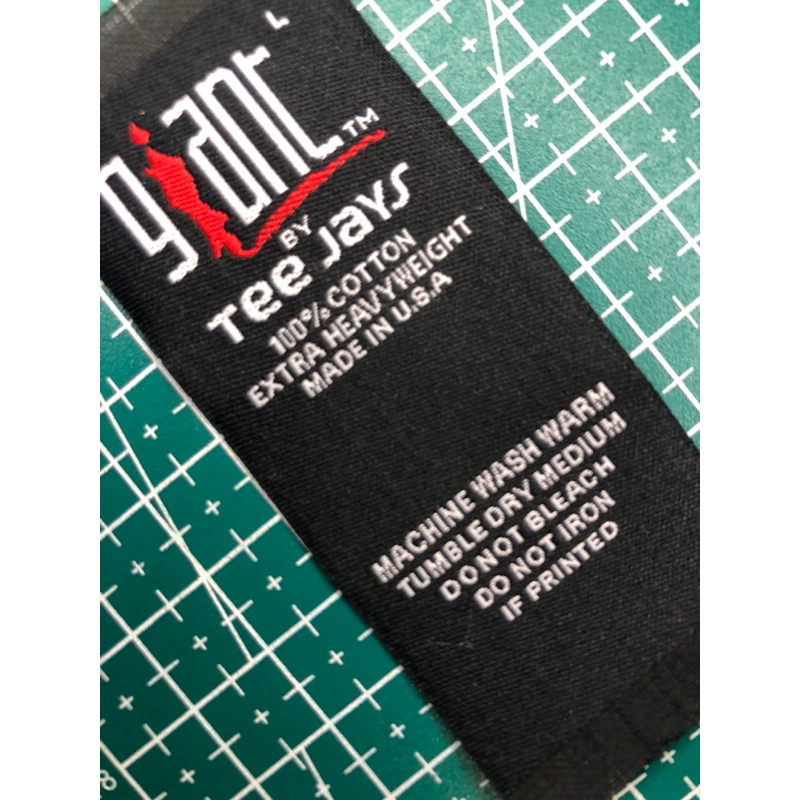 L
giant™
BY
Tee Jays
100% COTTON
EXTRA HEAVYWEIGHT
MADE IN U.S.A
MACHINE WASH WARM
TUMBLE DRY MEDIUM
DO NOT BLEACH
DO NOT IRON
IF PRINTED
8